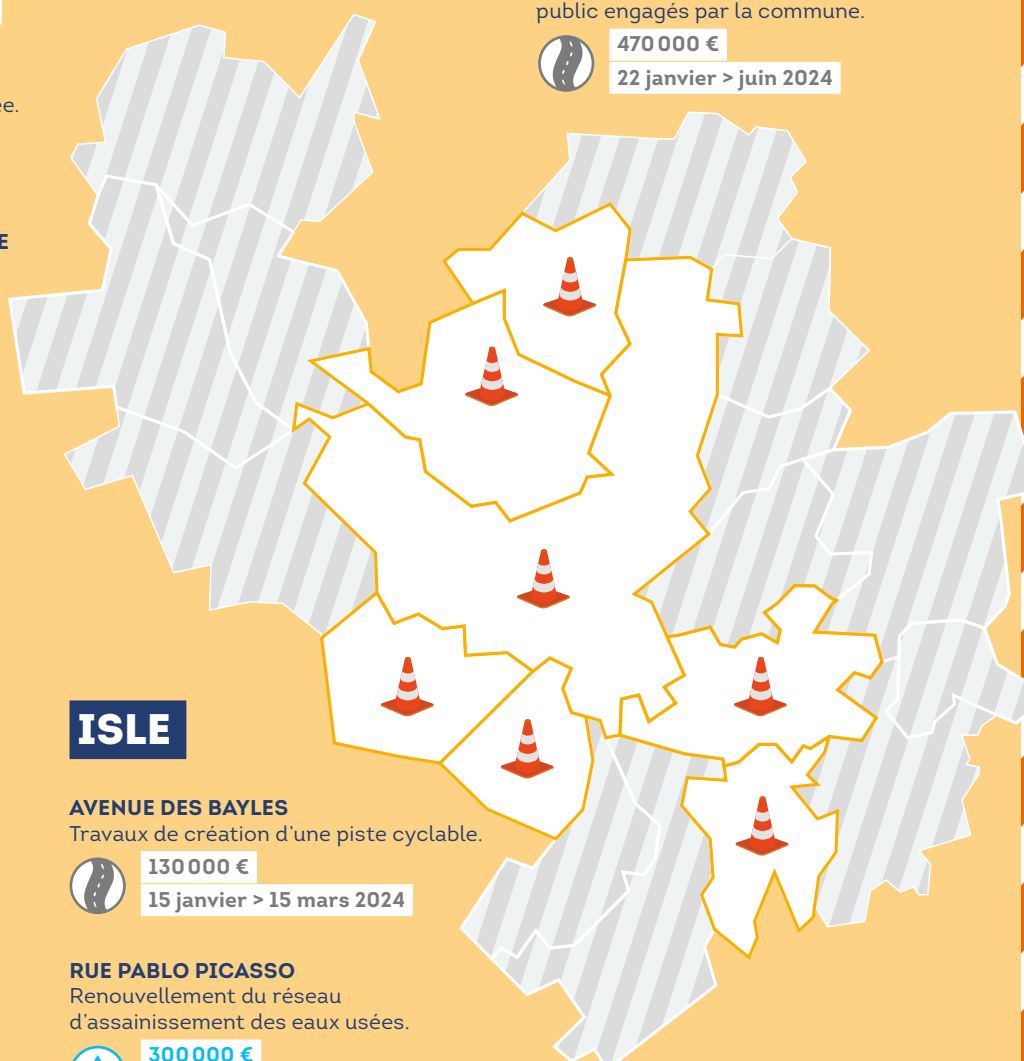 public engagés par la commune.
470 000 €
22 janvier > juin 2024
ée.
E
ISLE
AVENUE DES BAYLES
Travaux de création d'une piste cyclable.
130 000 €
15 janvier > 15 mars 2024
RUE PABLO PICASSO
Renouvellement du réseau
d'assainissement des eaux usées.
300 000 €